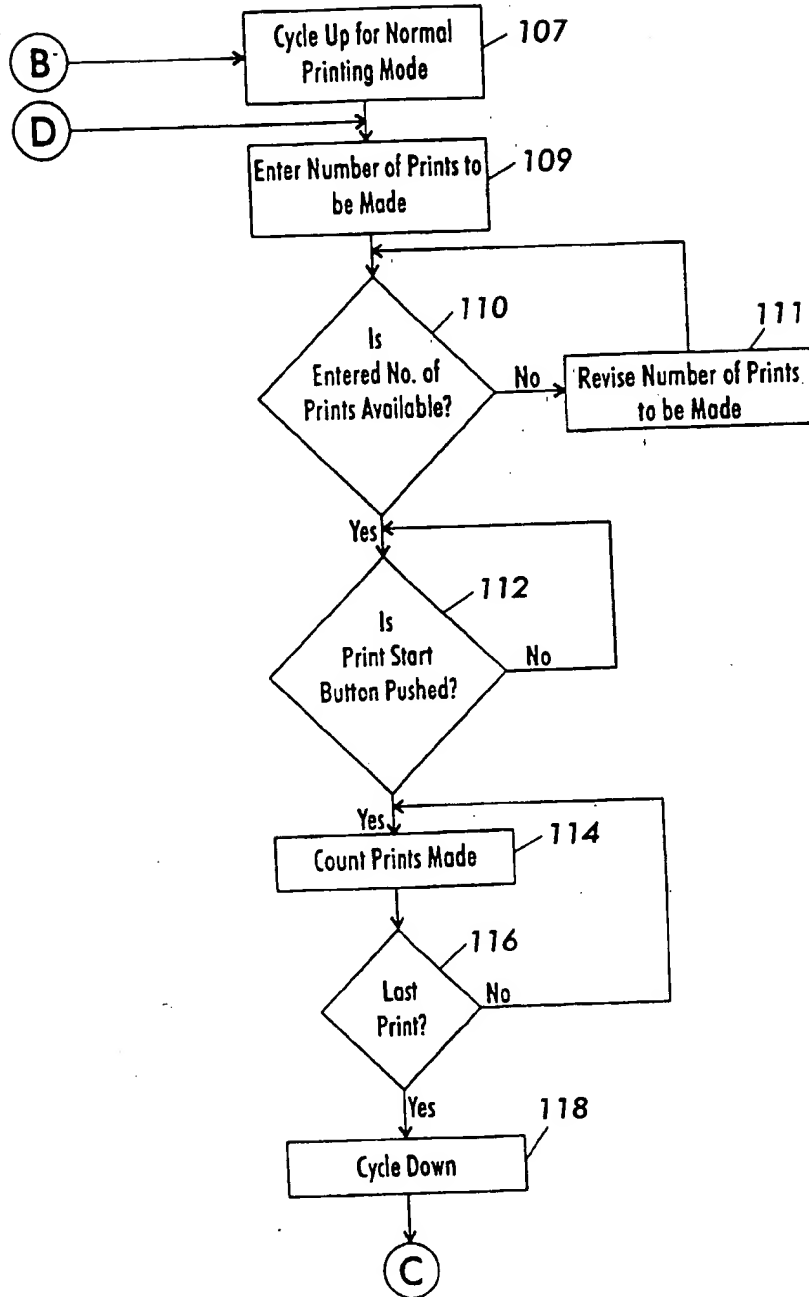 Cycle Up for Normal
Printing Mode
107
B
D
Enter Number of Prints to
be Made
109
Is
Entered No. of
Prints Available?
110
No
Revise Number of Prints
to be Made
111
Yes
Is
Print Start
Button Pushed?
112
No
Yes
Count Prints Made
114
Last
Print?
116
No
Yes
Cycle Down
118
C